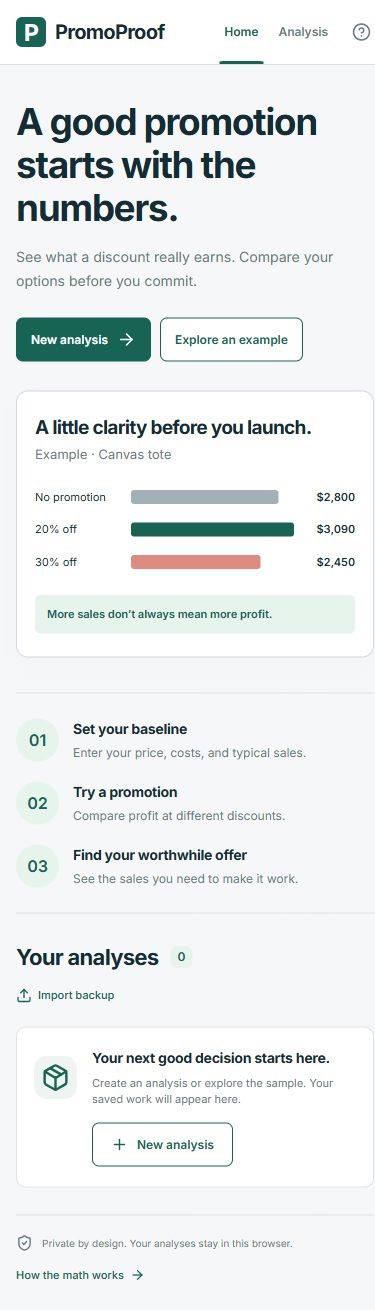 P PromoProof Home Analysis ?
A good promotion
starts with the
numbers.
See what a discount really earns. Compare your
options before you commit.
New analysis → Explore an example
A little clarity before you launch.
Example · Canvas tote
No promotion $2,800
20% off $3,090
30% off $2,450
More sales don’t always mean more profit.
01 Set your baseline
Enter your price, costs, and typical sales.
02 Try a promotion
Compare profit at different discounts.
03 Find your worthwhile offer
See the sales you need to make it work.
Your analyses 0
Import backup
Your next good decision starts here.
Create an analysis or explore the sample. Your
saved work will appear here.
+ New analysis
Private by design. Your analyses stay in this browser.
How the math works →